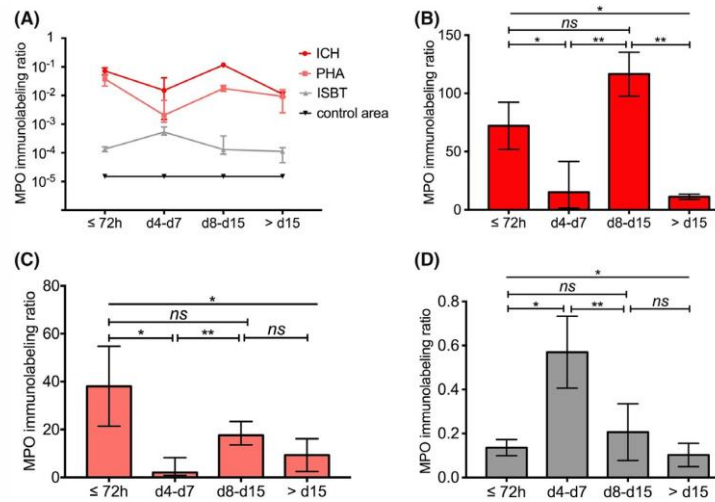 (A)
MPO immunolabeling ratio
1
10-1
10-2
10-3
10-4
10-5
≤ 72h d4-d7 d8-d15 > d15
ICH
PHA
ISBT
control area
(B)
MPO immunolabeling ratio
150
100
50
0
*
ns
* ** **
≤ 72h d4-d7 d8-d15 > d15
(C)
MPO immunolabeling ratio
60
40
20
0
*
ns
* ** ns
≤ 72h d4-d7 d8-d15 > d15
(D)
MPO immunolabeling ratio
0.8
0.6
0.4
0.2
0.0
*
ns
* ** ns
≤ 72h d4-d7 d8-d15 > d15